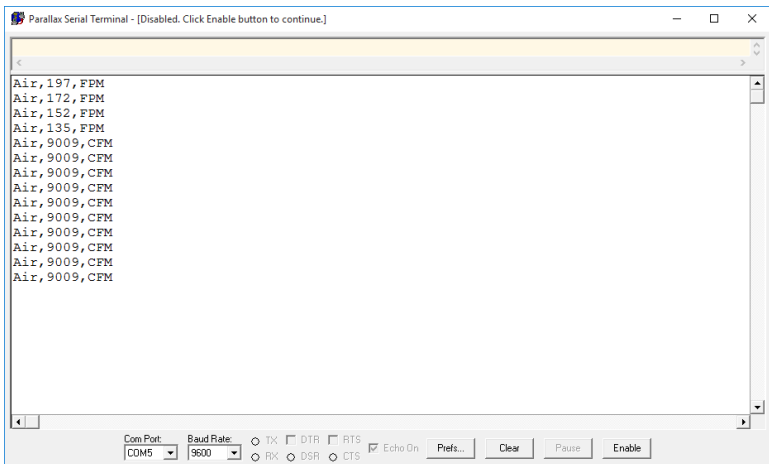 Parallax Serial Terminal - [Disabled. Click Enable button to continue.]
Air,197,FPM
Air,172,FPM
Air,152,FPM
Air,135,FPM
Air,9009,CFM
Air,9009,CFM
Air,9009,CFM
Air,9009,CFM
Air,9009,CFM
Air,9009,CFM
Air,9009,CFM
Air,9009,CFM
Air,9009,CFM
Air,9009,CFM
Com Port: Baud Rate: TX DTR RTS
COM5 9600 RX DSR CTS Echo On Prefs... Clear Pause Enable